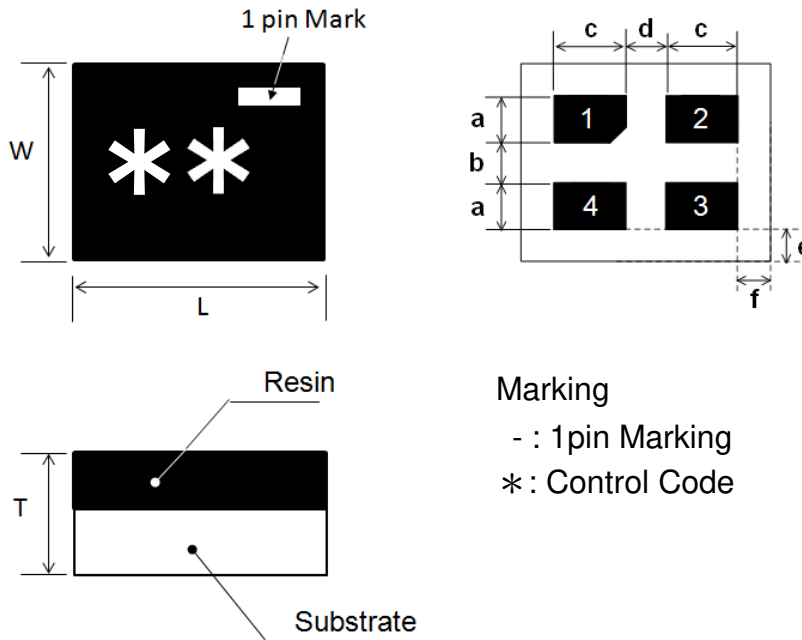 1 pin Mark
W
* *
L
c d c
a
b
a
1 2
4 3
e
f
Resin
T
Substrate
Marking
- : 1pin Marking
* : Control Code